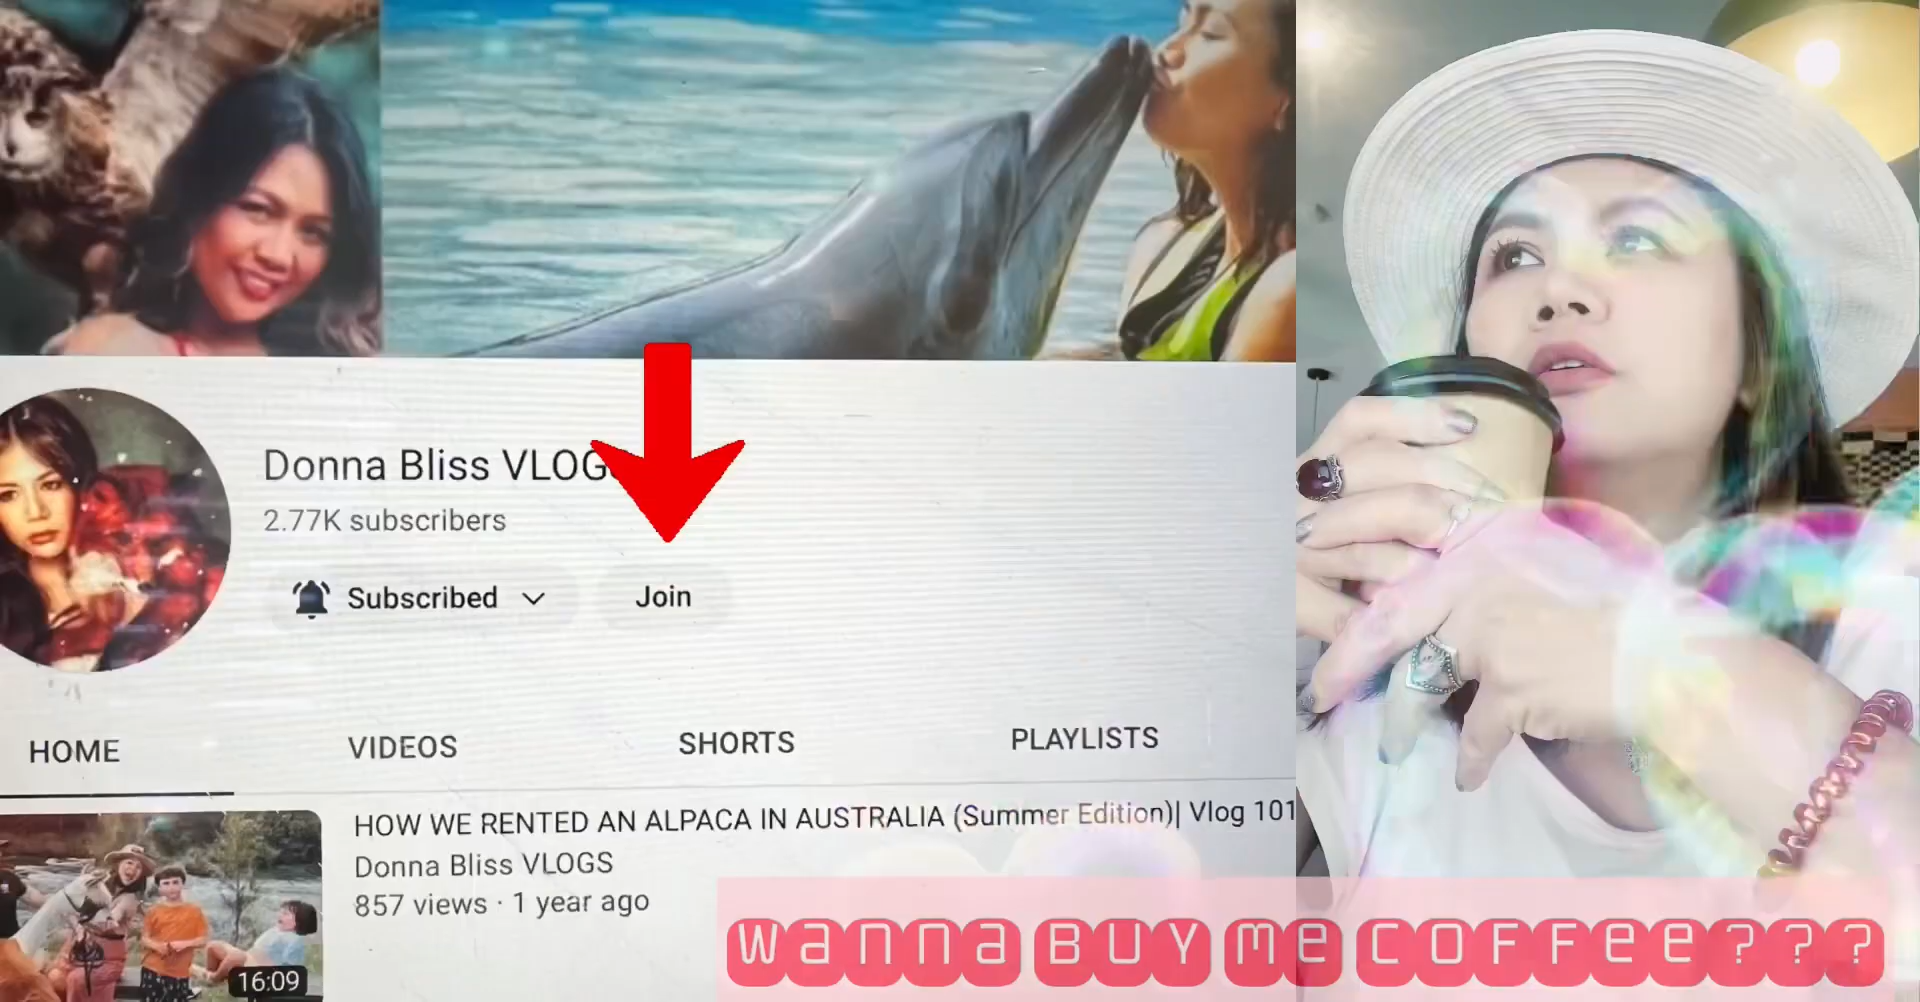 Donna Bliss VLOG
2.77K subscribers
Subscribed
Join
HOME
VIDEOS
SHORTS
PLAYLISTS
HOW WE RENTED AN ALPACA IN AUSTRALIA (Summer Edition)| Vlog 101
Donna Bliss VLOGS
857 views · 1 year ago
16:09
wanna BUY me COFFee???